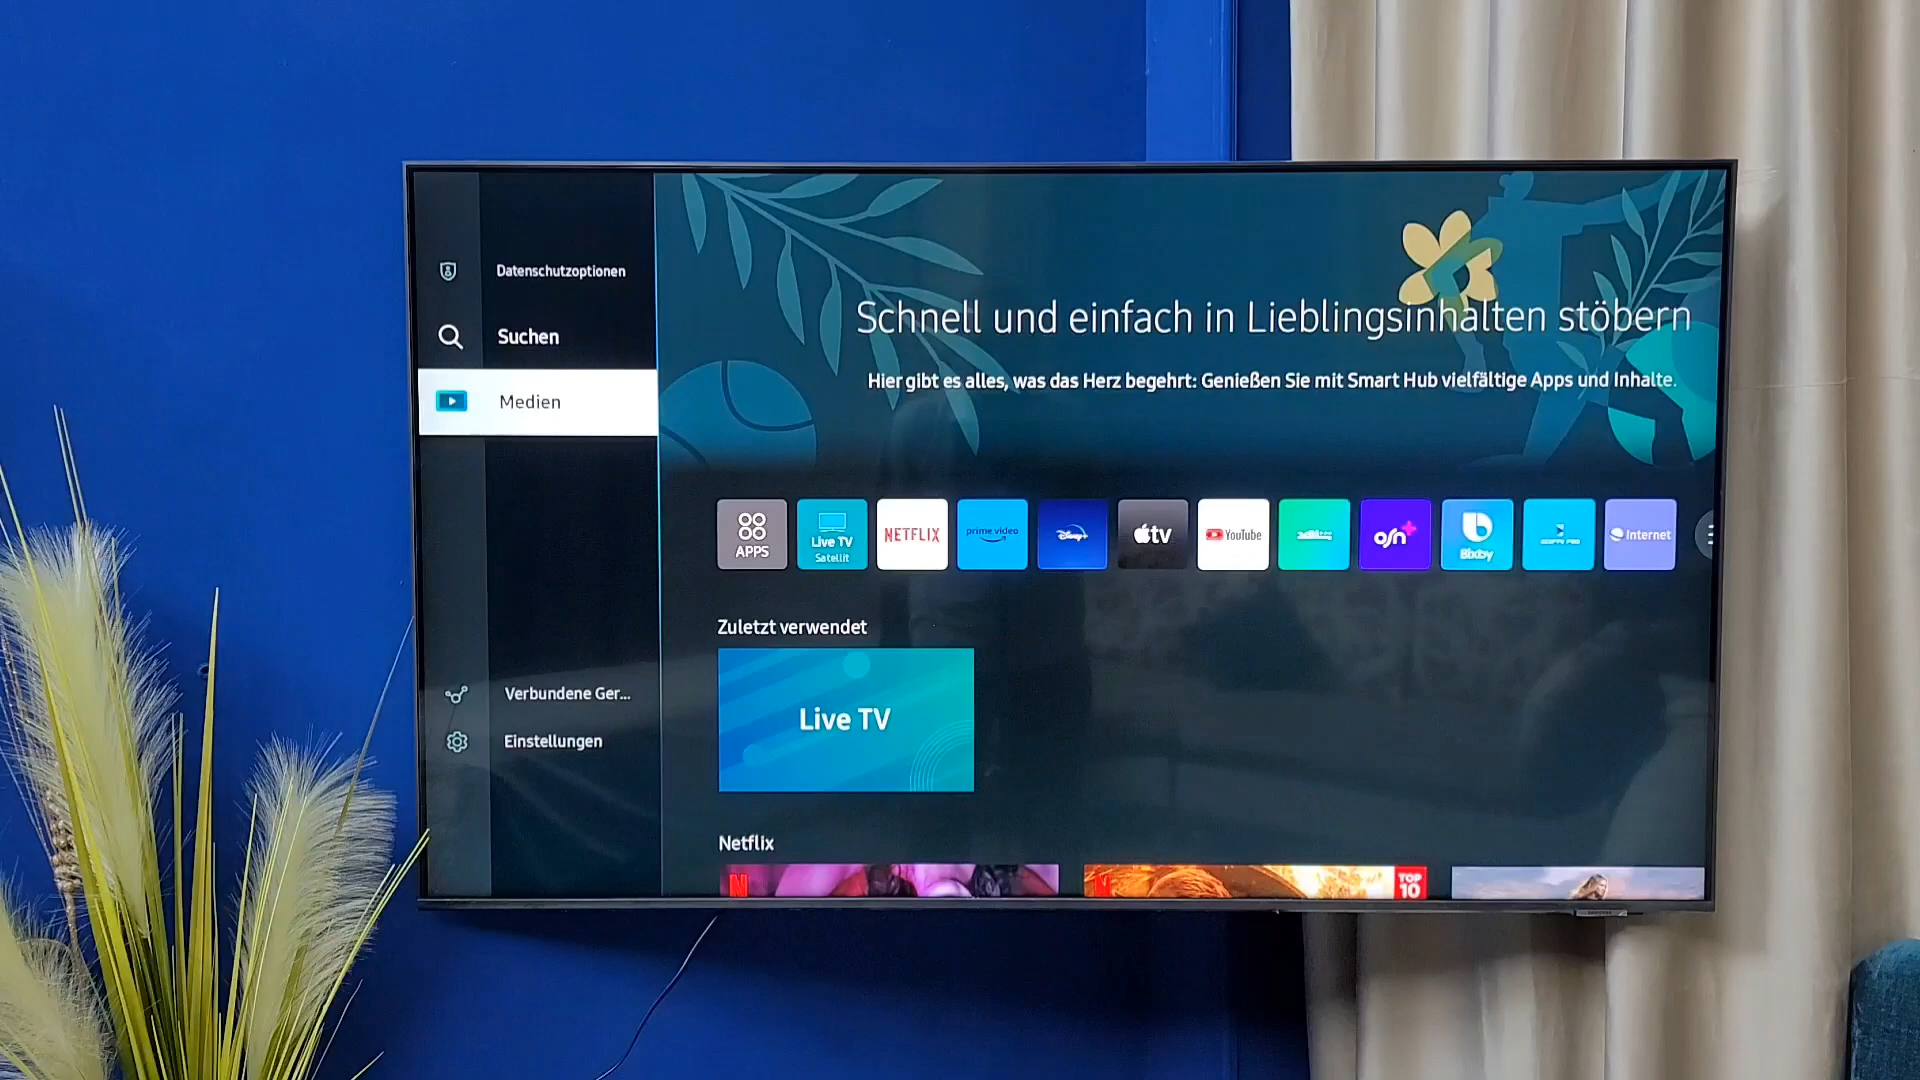 Datenschutzoptionen
Suchen
Medien
Verbundene Ger...
Einstellungen
Schnell und einfach in Lieblingsinhalten stöbern
Hier gibt es alles, was das Herz begehrt: Genießen Sie mit Smart Hub vielfältige Apps und Inhalte.
APPS
Live TV
Satellit
NETFLIX
prime video
Disney+
tv
YouTube
osn+
Bixby
Internet
Zuletzt verwendet
Live TV
Netflix
N
N
TOP
10